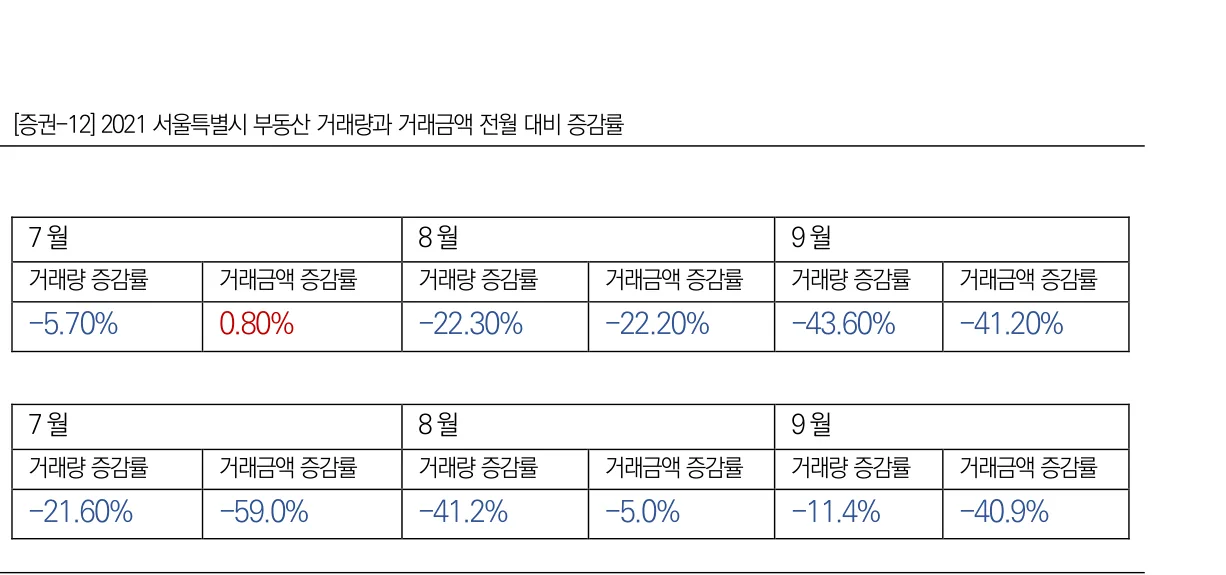 [증권-12] 2021 서울특별시 부동산 거래량과 거래금액 전월 대비 증감률
7월 8월 9월
거래량 증감률 거래금액 증감률 거래량 증감률 거래금액 증감률 거래량 증감률 거래금액 증감률
-5.70% 0.80% -22.30% -22.20% -43.60% -41.20%
7월 8월 9월
거래량 증감률 거래금액 증감률 거래량 증감률 거래금액 증감률 거래량 증감률 거래금액 증감률
-21.60% -59.0% -41.2% -5.0% -11.4% -40.9%